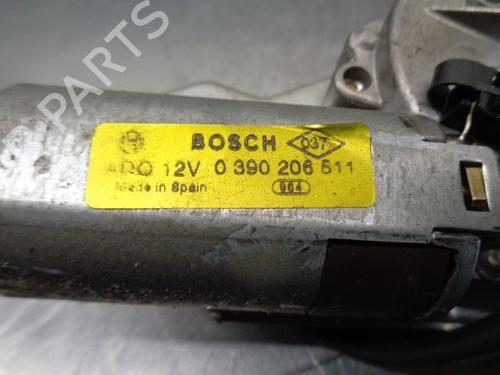 BOSCH 037
ADO 12V 0 390 206 511
Made in Spain 964
B-PARTS